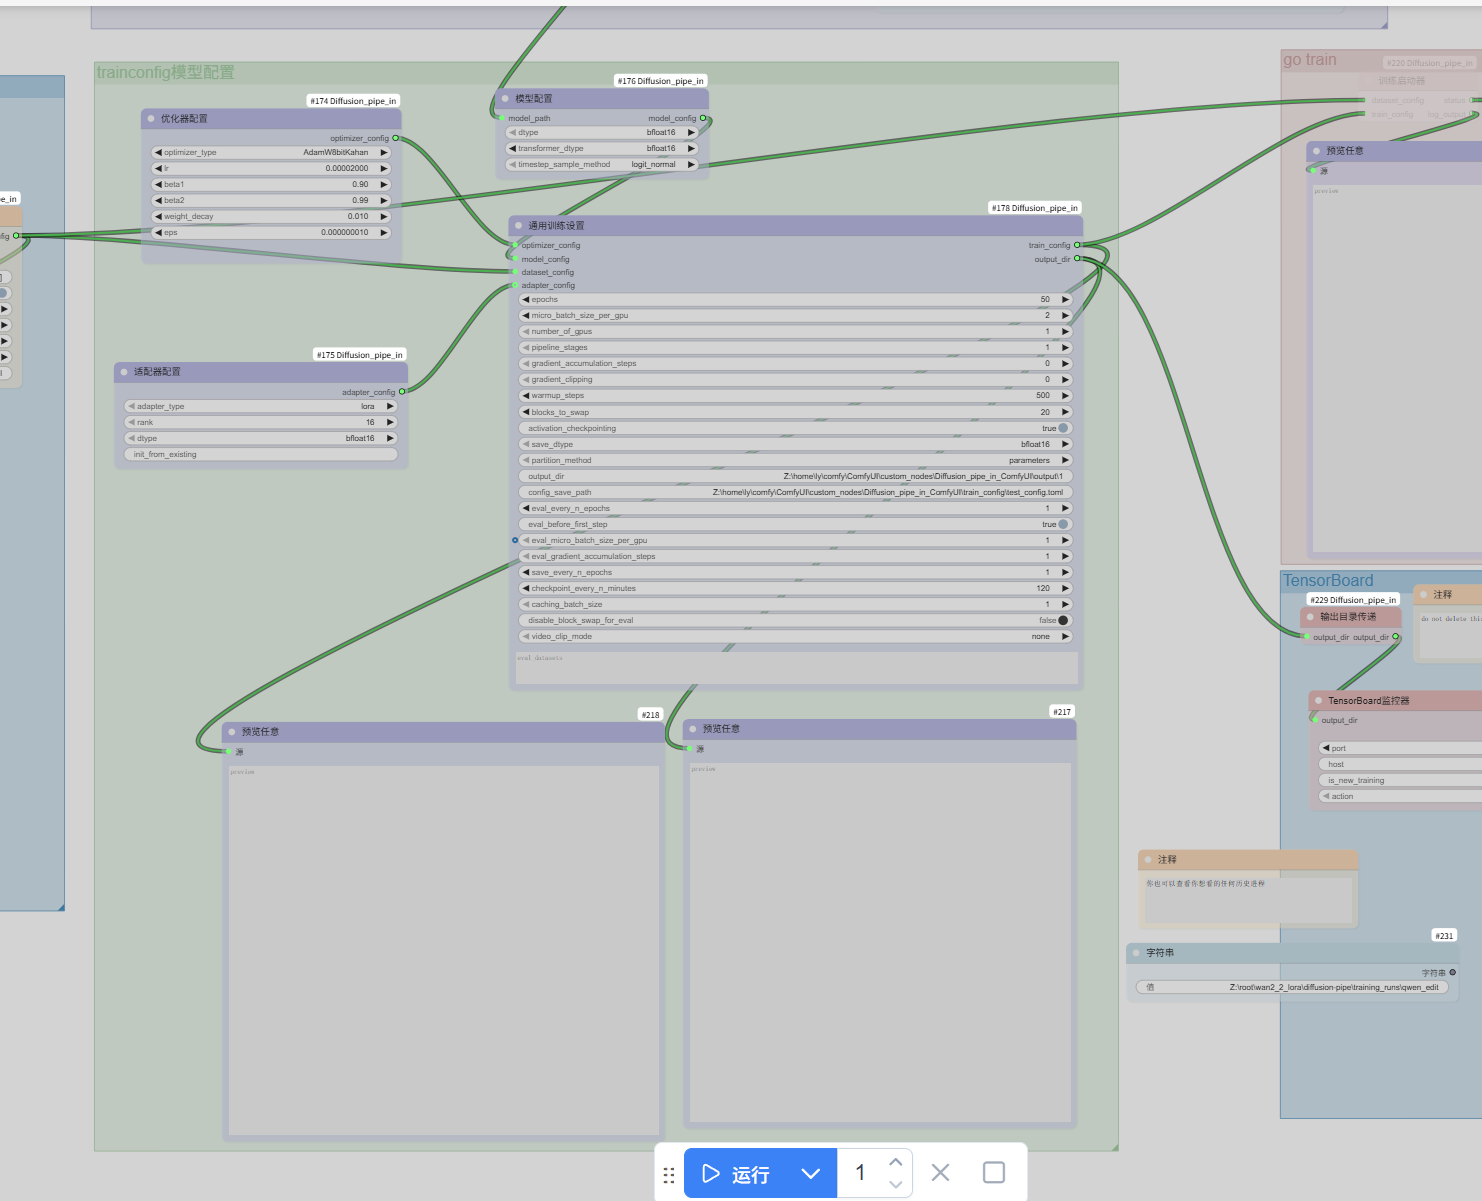 trainconfig模型配置
#174 Diffusion_pipe_in
优化器配置
optimizer_config
optimizer_type AdamW8bitKahan
lr 0.00002000
beta1 0.90
beta2 0.99
weight_decay 0.010
eps 0.000000010
#176 Diffusion_pipe_in
模型配置
model_path model_config
dtype bfloat16
transformer_dtype bfloat16
timestep_sample_method logit_normal
#175 Diffusion_pipe_in
适配器配置
adapter_config
adapter_type lora
rank 16
dtype bfloat16
init_from_existing
#178 Diffusion_pipe_in
通用训练设置
optimizer_config train_config
model_config output_dir
dataset_config
adapter_config
epochs 50
micro_batch_size_per_gpu 2
number_of_gpus 1
pipeline_stages 1
gradient_accumulation_steps 0
gradient_clipping 0
warmup_steps 500
blocks_to_swap 20
activation_checkpointing true
save_dtype bfloat16
partition_method parameters
output_dir Z:\home\ly\comfy\ComfyUI\custom_nodes\Diffusion_pipe_in_ComfyUI\output\1
config_save_path Z:\home\ly\comfy\ComfyUI\custom_nodes\Diffusion_pipe_in_ComfyUI\train_config\test_config.toml
eval_every_n_epochs 1
eval_before_first_step true
eval_micro_batch_size_per_gpu 1
eval_gradient_accumulation_steps 1
save_every_n_epochs 1
checkpoint_every_n_minutes 120
caching_batch_size 1
disable_block_swap_for_eval false
video_clip_mode none
eval_datasets
#218
预览任意
源
preview
#217
预览任意
源
preview
go train
#220 Diffusion_pipe_in
训练启动器
dataset_config status
train_config log_output
预览任意
源
preview
TensorBoard
#229 Diffusion_pipe_in
输出目录传递
output_dir output_dir
注释
do not delete this
TensorBoard监控器
output_dir
port
host
is_new_training
action
注释
你也可以查看你想看的任何历史进程
#231
字符串
字符串
值 Z:\root\wan2_2_lora\diffusion-pipe\training_runs\qwen_edit
运行 1